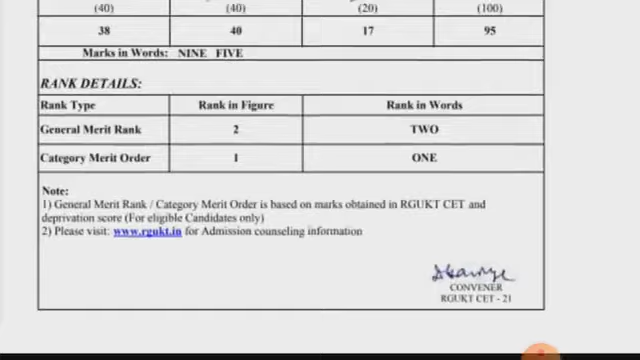 (40) (40) (20) (100)
38 40 17 95
Marks in Words: NINE FIVE
RANK DETAILS:
Rank Type Rank in Figure Rank in Words
General Merit Rank 2 TWO
Category Merit Order 1 ONE
Note:
1) General Merit Rank / Category Merit Order is based on marks obtained in RGUKT CET and
deprivation score (For eligible Candidates only)
2) Please visit: www.rgukt.in for Admission counseling information
CONVENER
RGUKT CET - 21